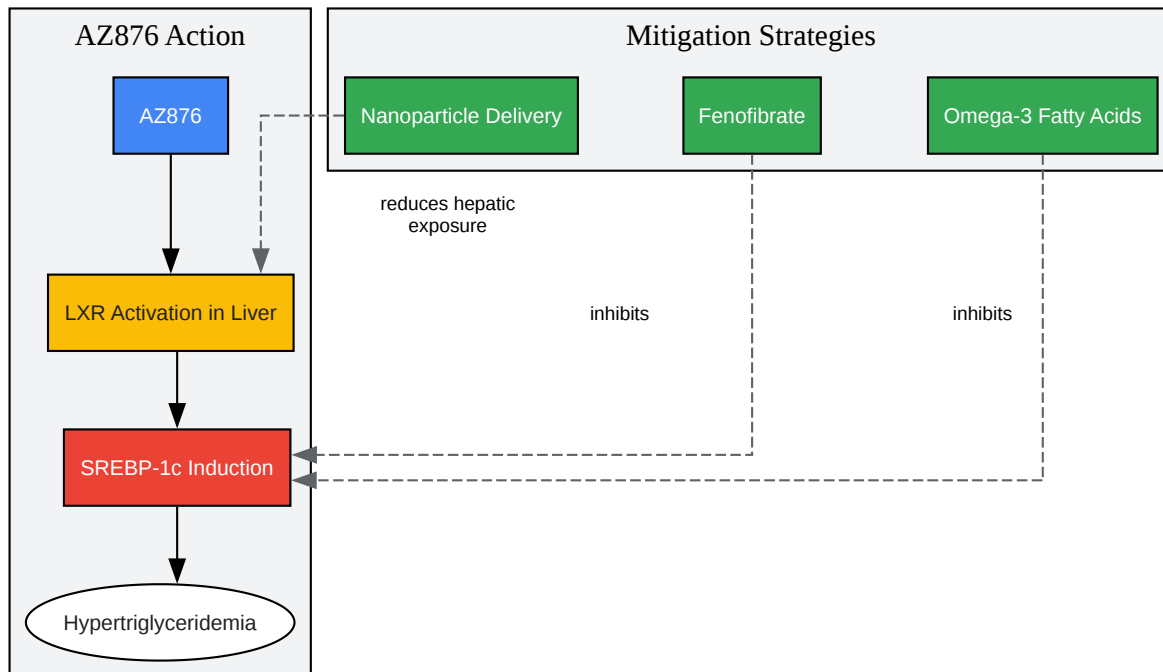 AZ876 Action
Mitigation Strategies
AZ876
Nanoparticle Delivery
Fenofibrate
Omega-3 Fatty Acids
reduces hepatic
exposure
LXR Activation in Liver
inhibits
inhibits
SREBP-1c Induction
Hypertriglyceridemia